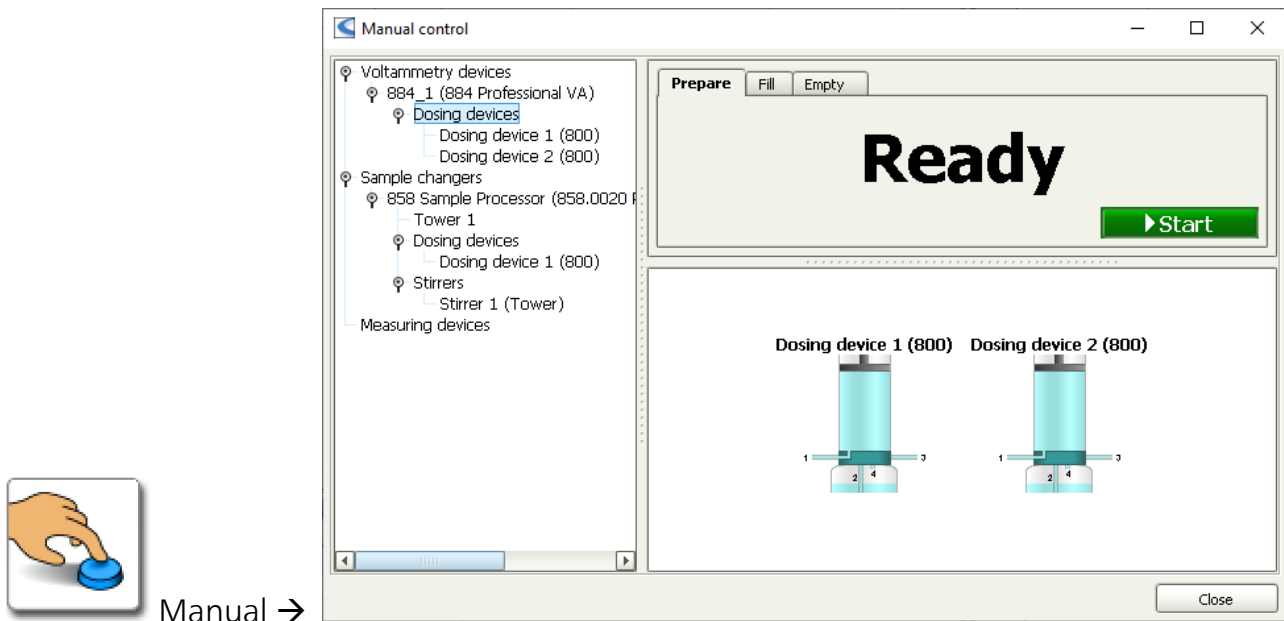 Manual control
Voltammetry devices
884_1 (884 Professional VA)
Dosing devices
Dosing device 1 (800)
Dosing device 2 (800)
Sample changers
858 Sample Processor (858.0020
Tower 1
Dosing devices
Dosing device 1 (800)
Stirrers
Stirrer 1 (Tower)
Measuring devices
Prepare Fill Empty
Ready
Start
Dosing device 1 (800) Dosing device 2 (800)
1 3 1 3
2 4 2 4
Close
Manual →